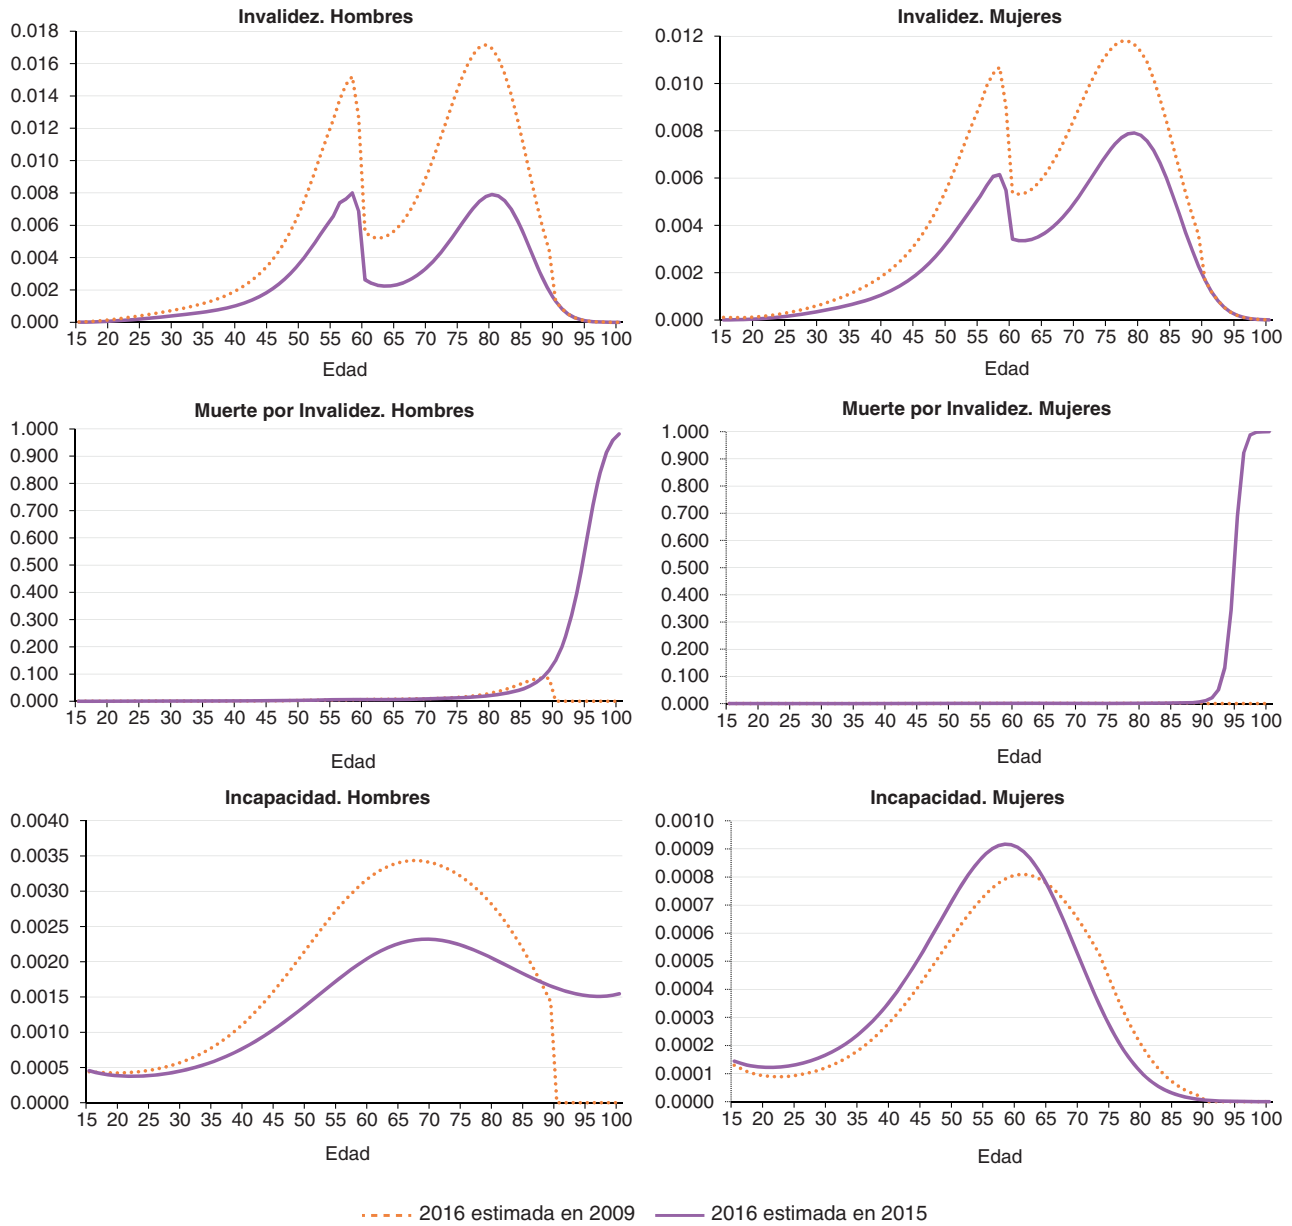 Invalidez. Hombres
0.018
0.016
0.014
0.012
0.010
0.008
0.006
0.004
0.002
0.000
15 20 25 30 35 40 45 50 55 60 65 70 75 80 85 90 95 100
Edad
Invalidez. Mujeres
0.012
0.010
0.008
0.006
0.004
0.002
0.000
15 20 25 30 35 40 45 50 55 60 65 70 75 80 85 90 95 100
Edad
Muerte por Invalidez. Hombres
1.000
0.900
0.800
0.700
0.600
0.500
0.400
0.300
0.200
0.100
0.000
15 20 25 30 35 40 45 50 55 60 65 70 75 80 85 90 95 100
Edad
Muerte por Invalidez. Mujeres
1.000
0.900
0.800
0.700
0.600
0.500
0.400
0.300
0.200
0.100
0.000
15 20 25 30 35 40 45 50 55 60 65 70 75 80 85 90 95 100
Edad
Incapacidad. Hombres
0.0040
0.0035
0.0030
0.0025
0.0020
0.0015
0.0010
0.0005
0.0000
15 20 25 30 35 40 45 50 55 60 65 70 75 80 85 90 95 100
Edad
Incapacidad. Mujeres
0.0010
0.0009
0.0008
0.0007
0.0006
0.0005
0.0004
0.0003
0.0002
0.0001
0.0000
15 20 25 30 35 40 45 50 55 60 65 70 75 80 85 90 95 100
Edad
2016 estimada en 2009
2016 estimada en 2015